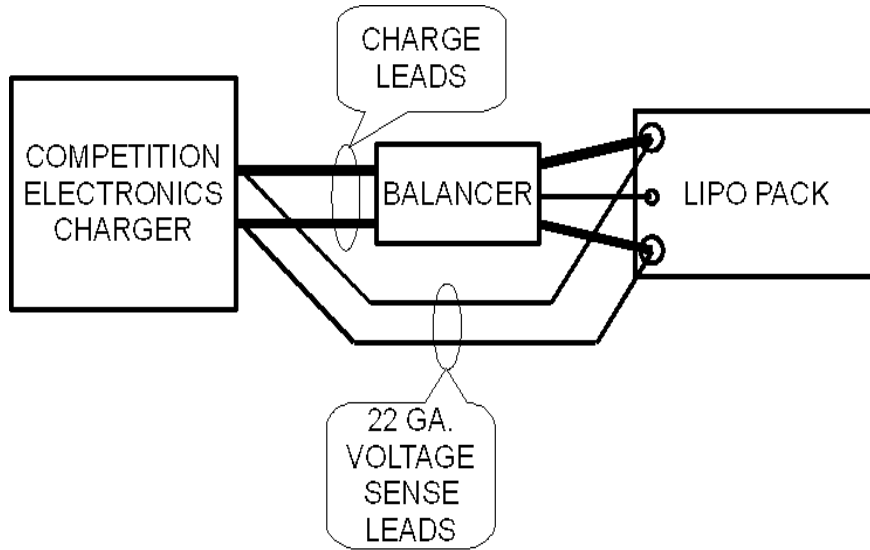 CHARGE
LEADS
COMPETITION
ELECTRONICS
CHARGER
BALANCER
LIPO PACK
22 GA.
VOLTAGE
SENSE
LEADS